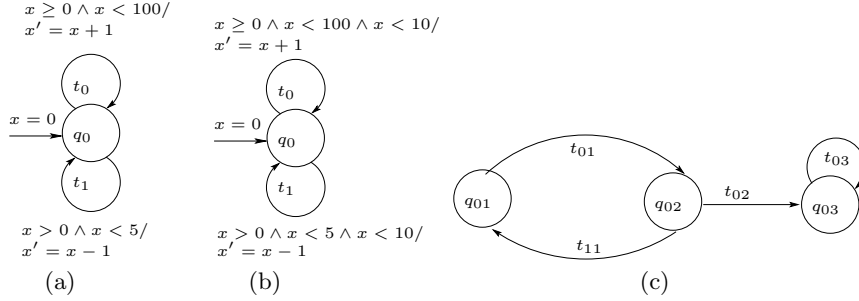 x ≥ 0 ∧ x < 100/
x′ = x + 1
t₀
x = 0
q₀
t₁
x > 0 ∧ x < 5/
x′ = x − 1
(a)
x ≥ 0 ∧ x < 100 ∧ x < 10/
x′ = x + 1
t₀
x = 0
q₀
t₁
x > 0 ∧ x < 5 ∧ x < 10/
x′ = x − 1
(b)
t₀₁
t₀₃
q₀₁
q₀₂
t₀₂
q₀₃
t₁₁
(c)